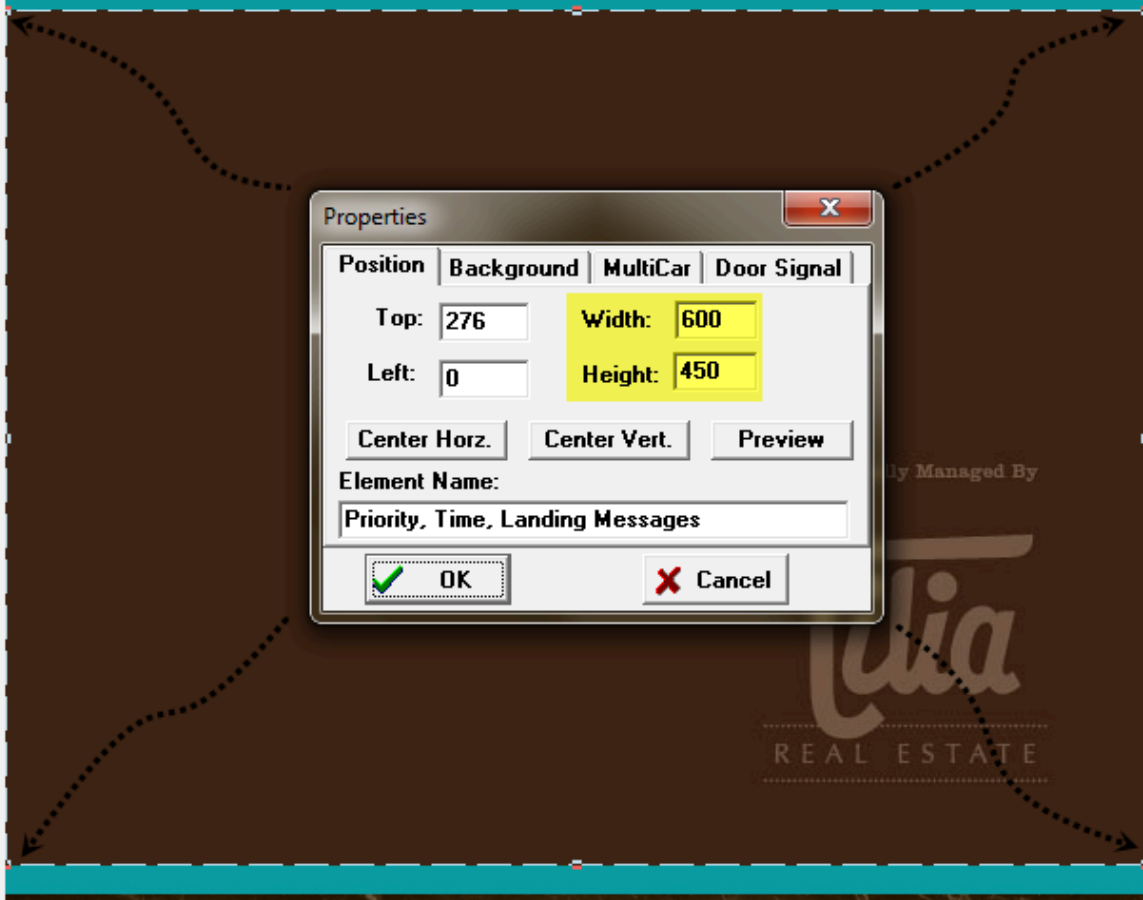 Properties
Position Background MultiCar Door Signal
Top: 276 Width: 600
Left: 0 Height: 450
Center Horz. Center Vert. Preview
Element Name:
Priority, Time, Landing Messages
OK Cancel
Managed By
Tilia
REAL ESTATE